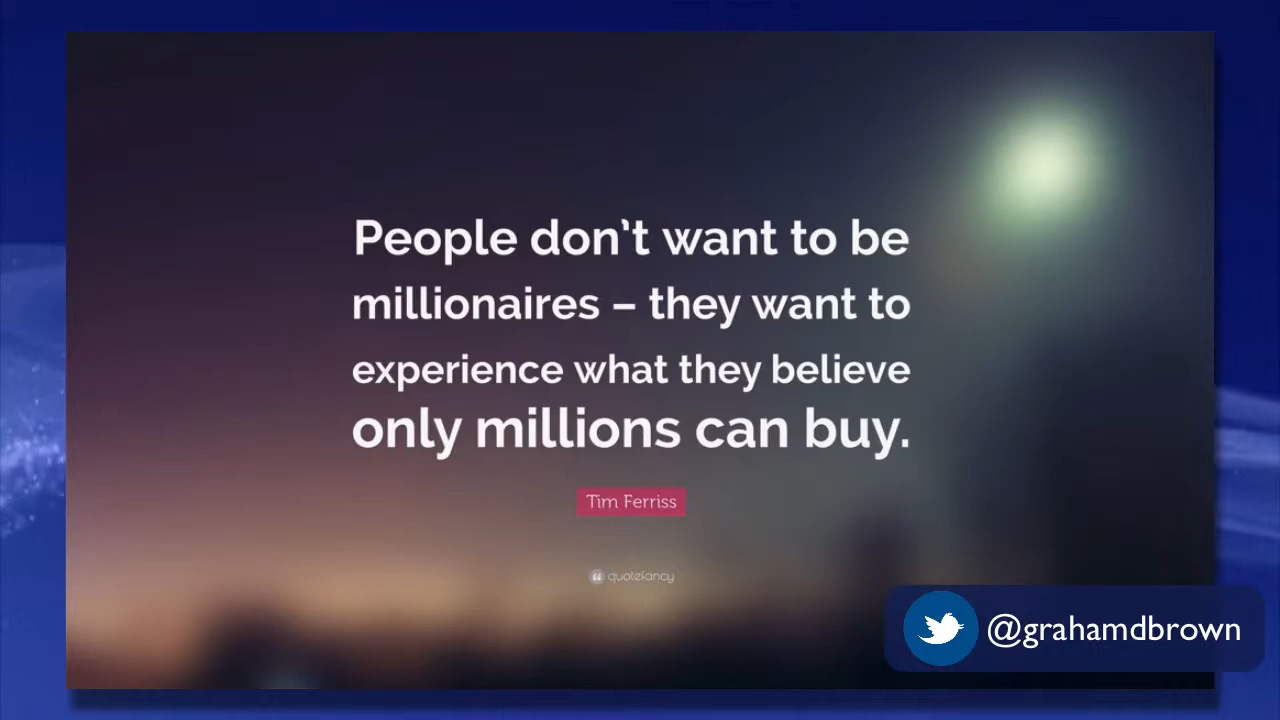 People don’t want to be
millionaires – they want to
experience what they believe
only millions can buy.
Tim Ferriss
quotefancy
@grahamdbrown